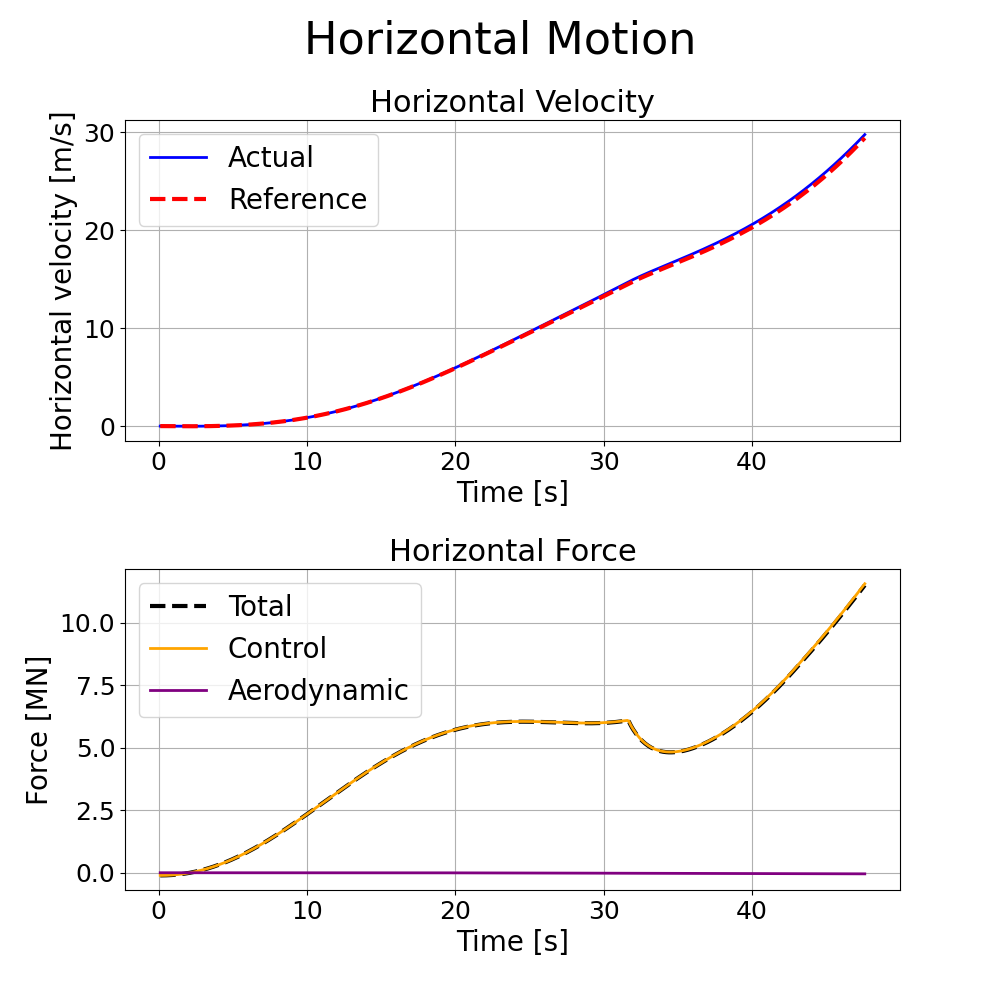 Horizontal Motion
Horizontal Velocity
Horizontal velocity [m/s]
30
20
10
0
Actual
Reference
0 10 20 30 40
Time [s]
Horizontal Force
Force [MN]
10.0
7.5
5.0
2.5
0.0
Total
Control
Aerodynamic
0 10 20 30 40
Time [s]